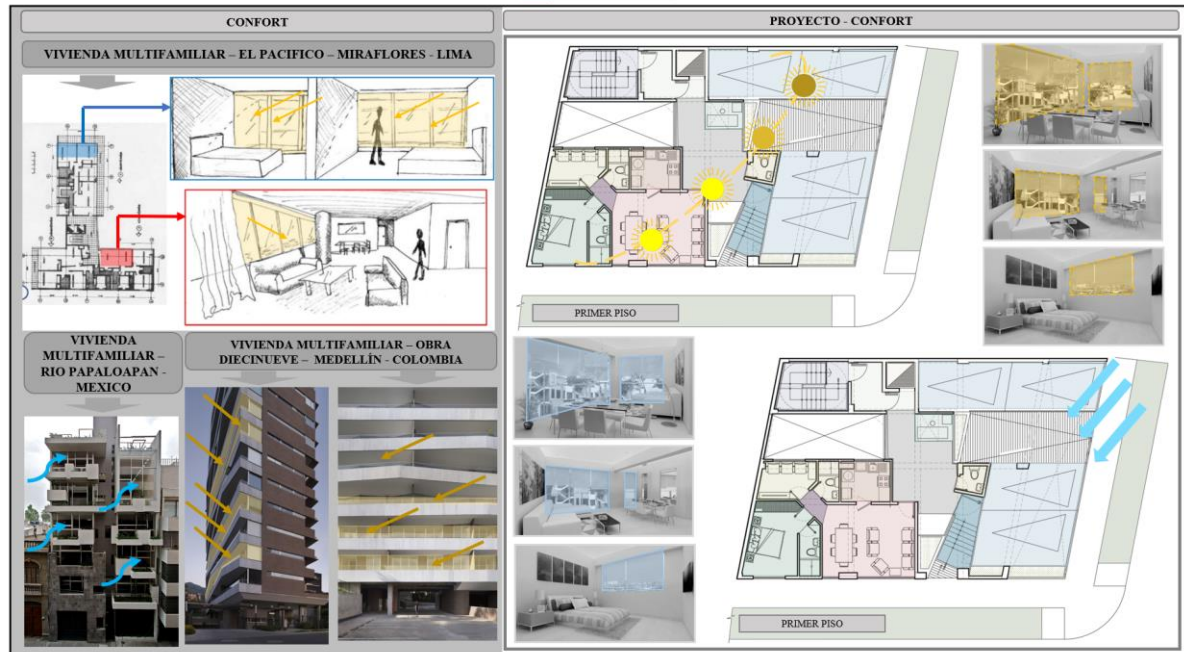 CONFORT
VIVIENDA MULTIFAMILIAR – EL PACIFICO – MIRAFLORES - LIMA
VIVIENDA
MULTIFAMILIAR –
RIO PAPALOAPAN -
MEXICO
VIVIENDA MULTIFAMILIAR – OBRA
DIECINUEVE – MEDELLÍN - COLOMBIA
PROYECTO - CONFORT
PRIMER PISO
PRIMER PISO